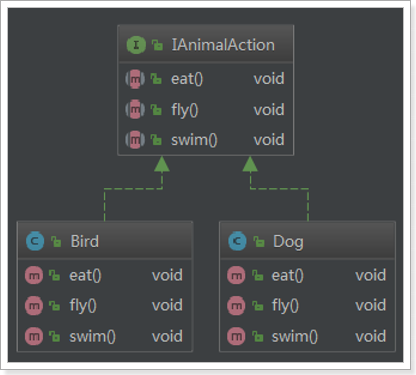 I IAnimalAction
m eat() void
m fly() void
m swim() void
C Bird
m eat() void
m fly() void
m swim() void
C Dog
m eat() void
m fly() void
m swim() void